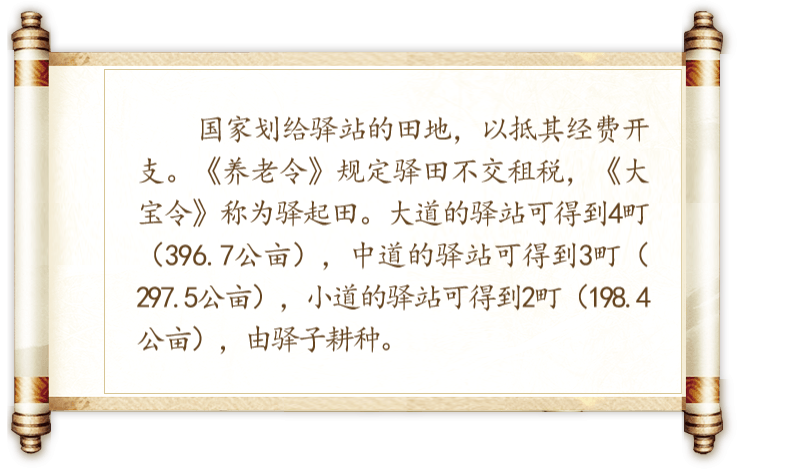 国家划给驿站的田地，以抵其经费开
支。《养老令》规定驿田不交租税，《大
宝令》称为驿起田。大道的驿站可得到4町
（396.7公亩），中道的驿站可得到3町（
297.5公亩），小道的驿站可得到2町（198.4
公亩），由驿子耕种。